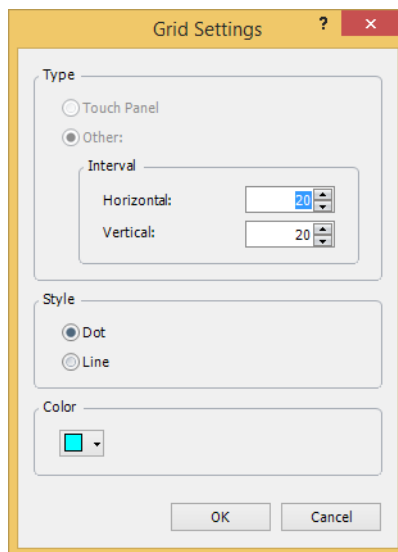 Grid Settings ? ×
Type
Touch Panel
Other:
Interval
Horizontal: 20
Vertical: 20
Style
Dot
Line
Color
OK Cancel